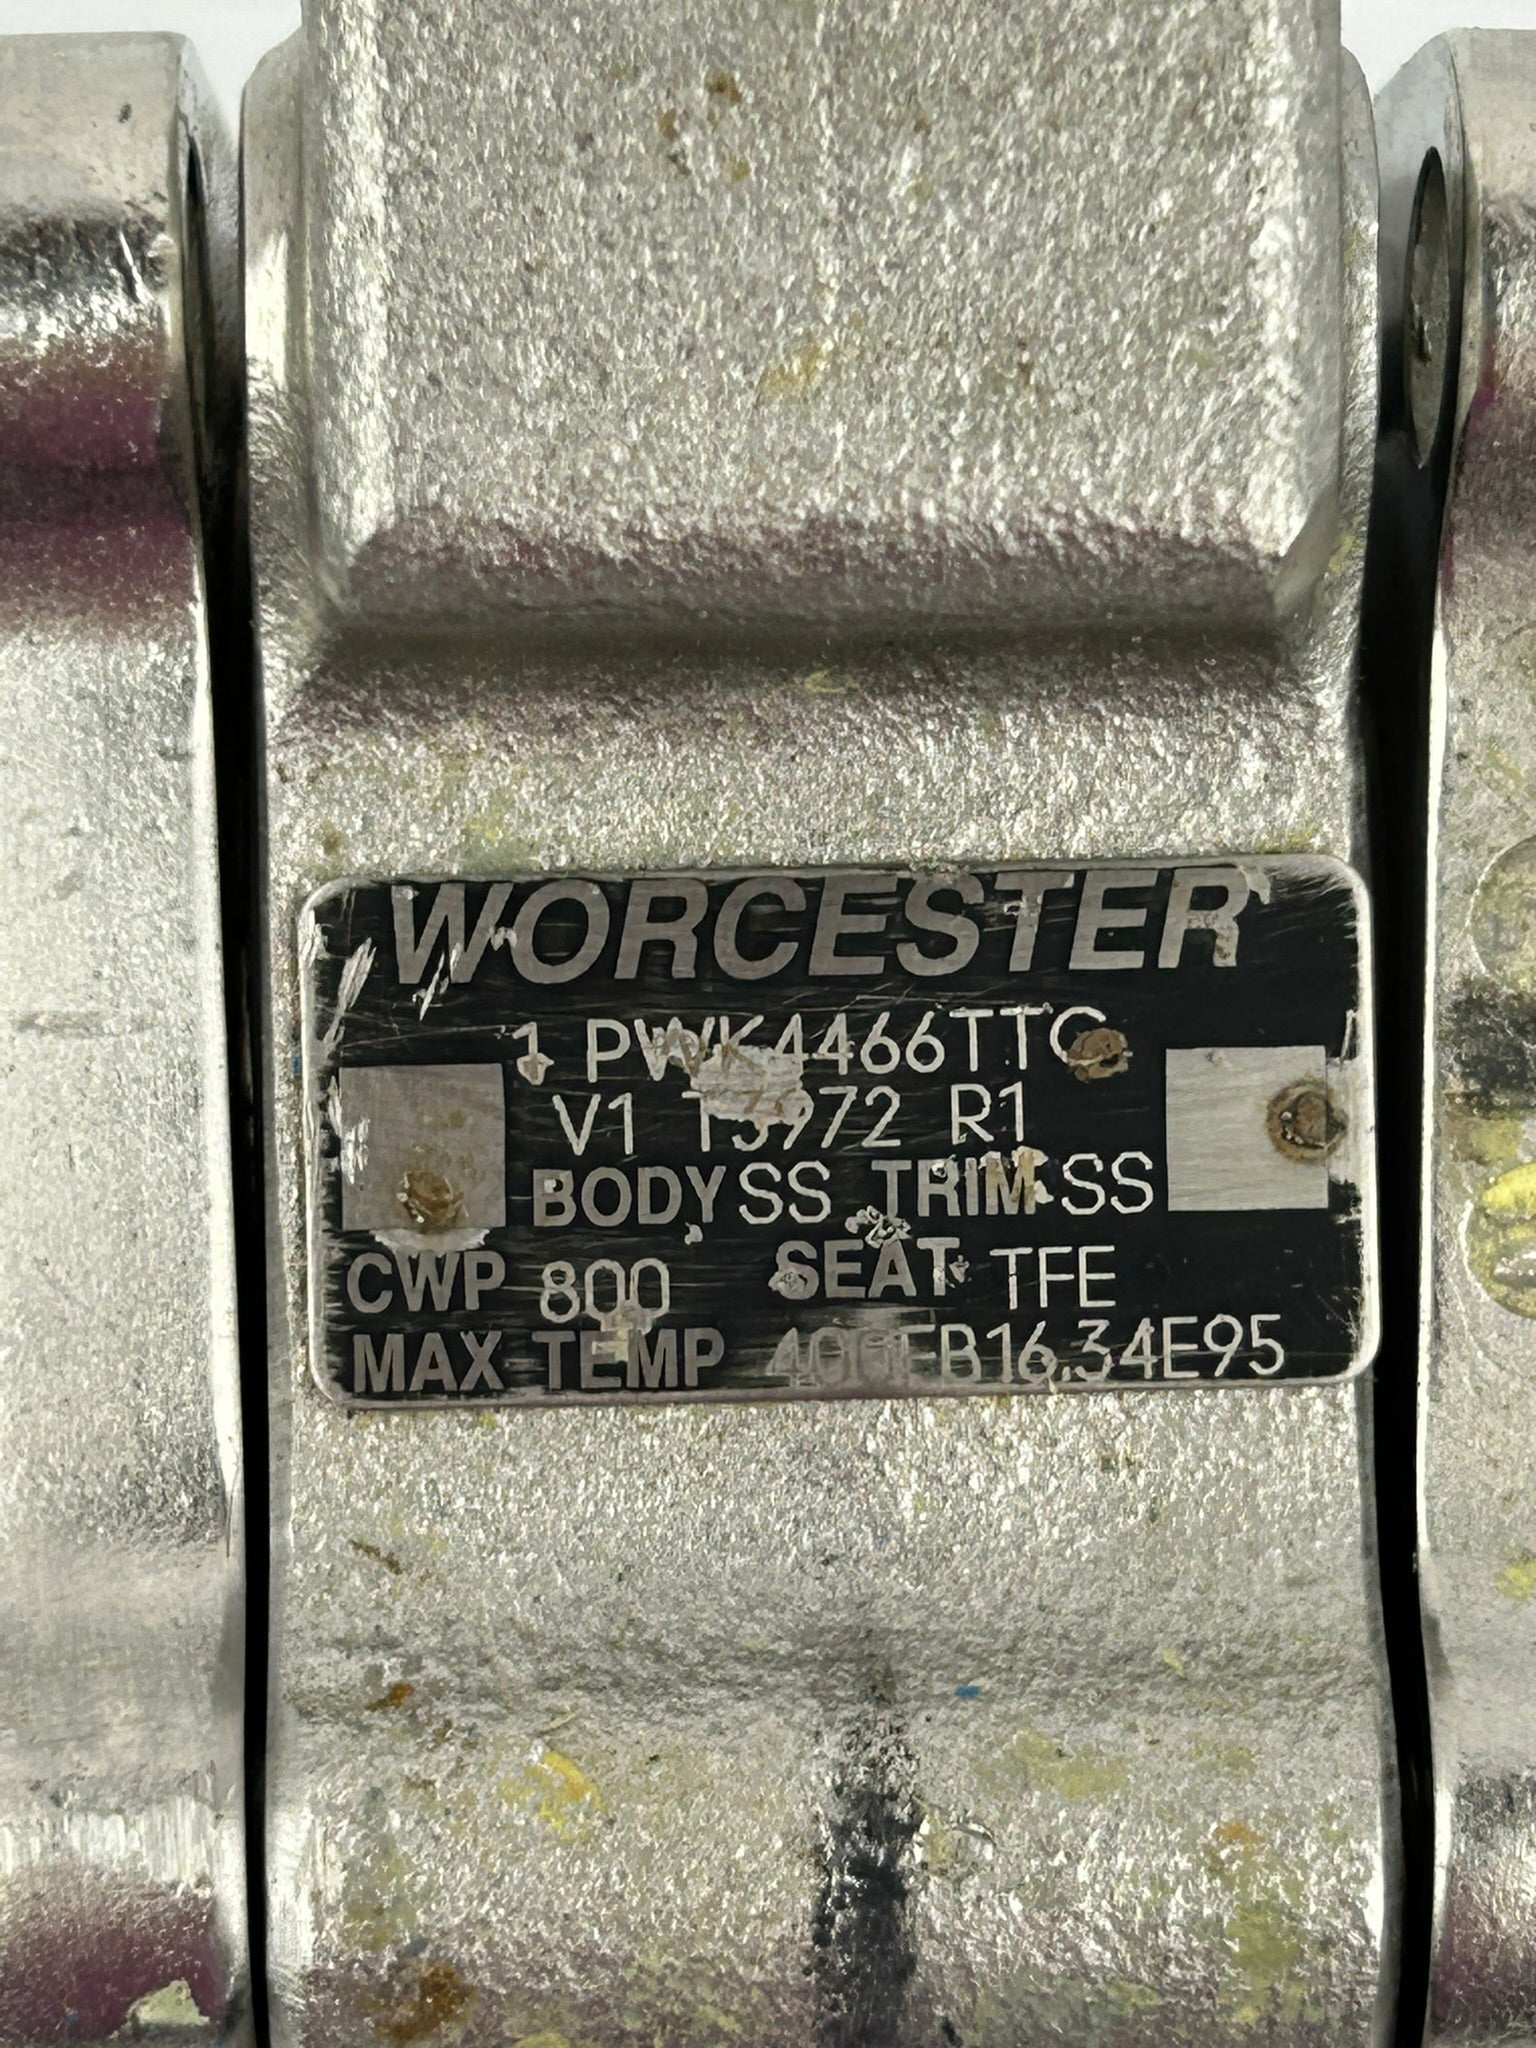 WORCESTER
1 PWK4466TTC
V1 R1
BODY SS TRIM SS
CWP 800 SEAT TFE
MAX TEMP